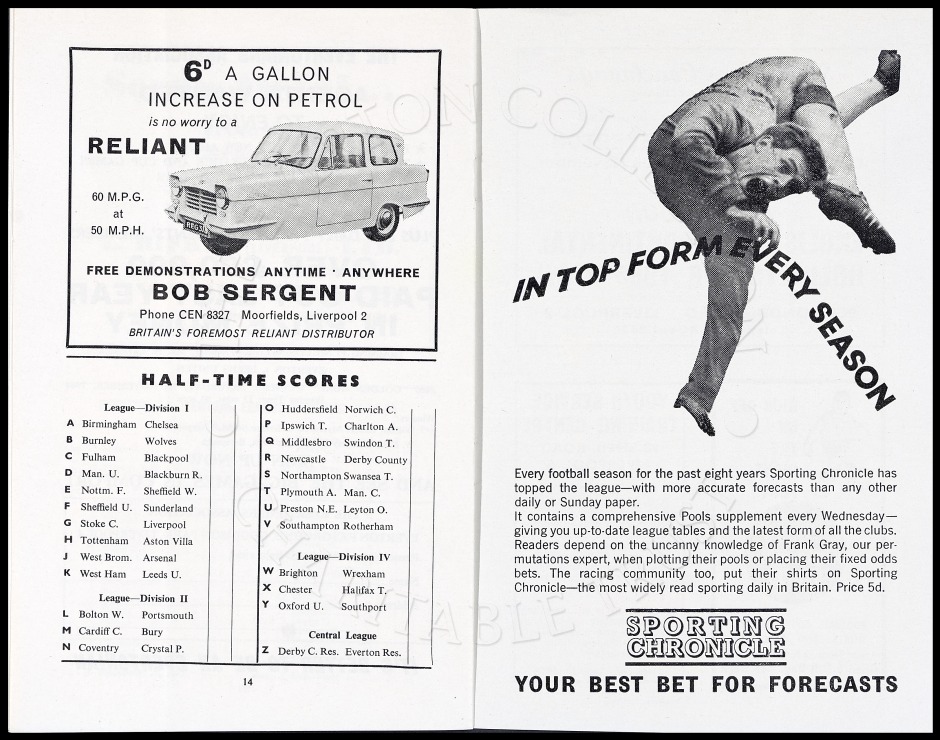 6D A GALLON
INCREASE ON PETROL
is no worry to a
RELIANT
60 M.P.G.
at
50 M.P.H.
FREE DEMONSTRATIONS ANYTIME · ANYWHERE
BOB SERGENT
Phone CEN 8327 Moorfields, Liverpool 2
BRITAIN'S FOREMOST RELIANT DISTRIBUTOR
HALF-TIME SCORES
League—Division I
A Birmingham Chelsea
B Burnley Wolves
C Fulham Blackpool
D Man. U. Blackburn R.
E Nottm. F. Sheffield W.
F Sheffield U. Sunderland
G Stoke C. Liverpool
H Tottenham Aston Villa
J West Brom. Arsenal
K West Ham Leeds U.
League—Division II
L Bolton W. Portsmouth
M Cardiff C. Bury
N Coventry Crystal P.
O Huddersfield Norwich C.
P Ipswich T. Charlton A.
Q Middlesbro Swindon T.
R Newcastle Derby County
S Northampton Swansea T.
T Plymouth A. Man. C.
U Preston N.E. Leyton O.
V Southampton Rotherham
League—Division IV
W Brighton Wrexham
X Chester Halifax T.
Y Oxford U. Southport
Central League
Z Derby C. Res. Everton Res.
14
IN TOP FORM EVERY SEASON
Every football season for the past eight years Sporting Chronicle has
topped the league—with more accurate forecasts than any other
daily or Sunday paper.
It contains a comprehensive Pools supplement every Wednesday—
giving you up-to-date league tables and the latest form of all the clubs.
Readers depend on the uncanny knowledge of Frank Gray, our per-
mutations expert, when plotting their pools or placing their fixed odds
bets. The racing community too, put their shirts on Sporting
Chronicle—the most widely read sporting daily in Britain. Price 5d.
SPORTING
CHRONICLE
YOUR BEST BET FOR FORECASTS